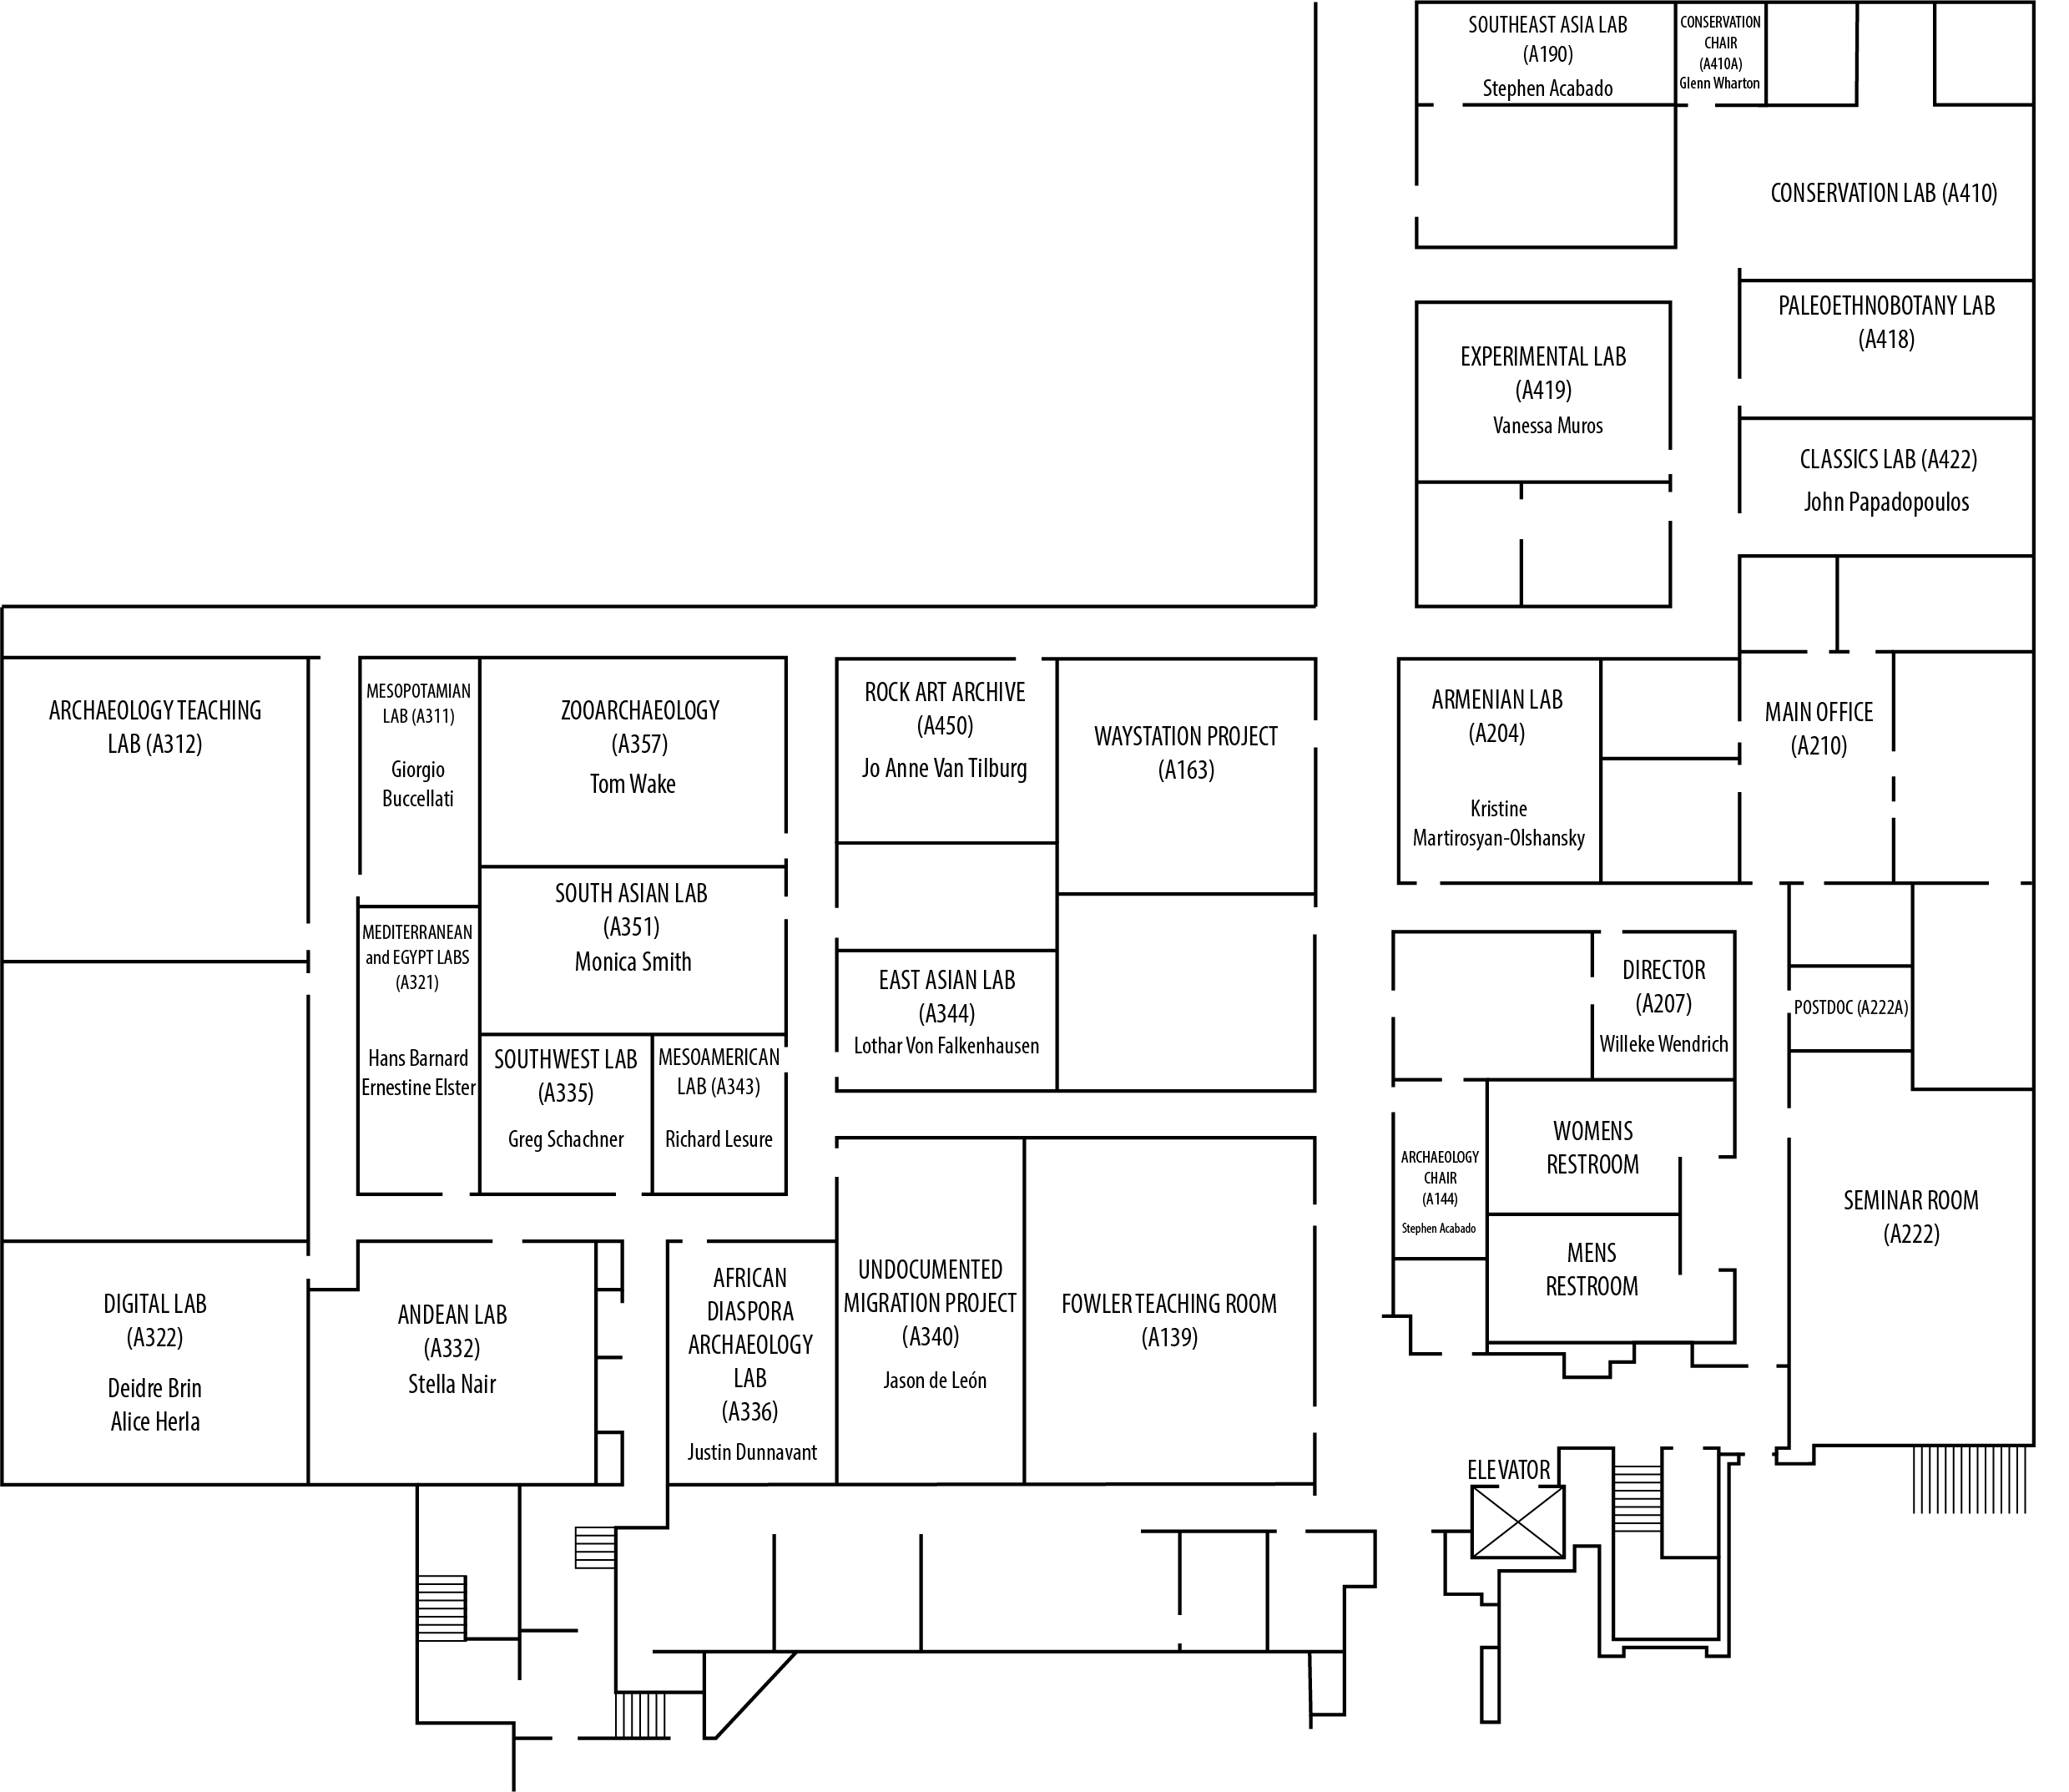 SOUTHEAST ASIA LAB
(A190)
Stephen Acabado
CONSERVATION
CHAIR
(A410A)
Glenn Wharton
CONSERVATION LAB (A410)
PALEOETHNOBOTANY LAB
(A418)
EXPERIMENTAL LAB
(A419)
Vanessa Muros
CLASSICS LAB (A422)
John Papadopoulos
ARCHAEOLOGY TEACHING
LAB (A312)
MESOPOTAMIAN
LAB (A311)
Giorgio
Buccellati
ZOOARCHAEOLOGY
(A357)
Tom Wake
ROCK ART ARCHIVE
(A450)
Jo Anne Van Tilburg
WAYSTATION PROJECT
(A163)
ARMENIAN LAB
(A204)
Kristine
Martirosyan-Olshansky
MAIN OFFICE
(A210)
MEDITERRANEAN
and EGYPT LABS
(A321)
Hans Barnard
Ernestine Elster
SOUTH ASIAN LAB
(A351)
Monica Smith
EAST ASIAN LAB
(A344)
Lothar Von Falkenhausen
DIRECTOR
(A207)
Willeke Wendrich
POSTDOC (A222A)
SOUTHWEST LAB
(A335)
Greg Schachner
MESOAMERICAN
LAB (A343)
Richard Lesure
ARCHAEOLOGY
CHAIR
(A144)
Stephen Acabado
WOMENS
RESTROOM
MENS
RESTROOM
SEMINAR ROOM
(A222)
DIGITAL LAB
(A322)
Deidre Brin
Alice Herla
ANDEAN LAB
(A332)
Stella Nair
AFRICAN
DIASPORA
ARCHAEOLOGY
LAB
(A336)
Justin Dunnavant
UNDOCUMENTED
MIGRATION PROJECT
(A340)
Jason de León
FOWLER TEACHING ROOM
(A139)
ELEVATOR